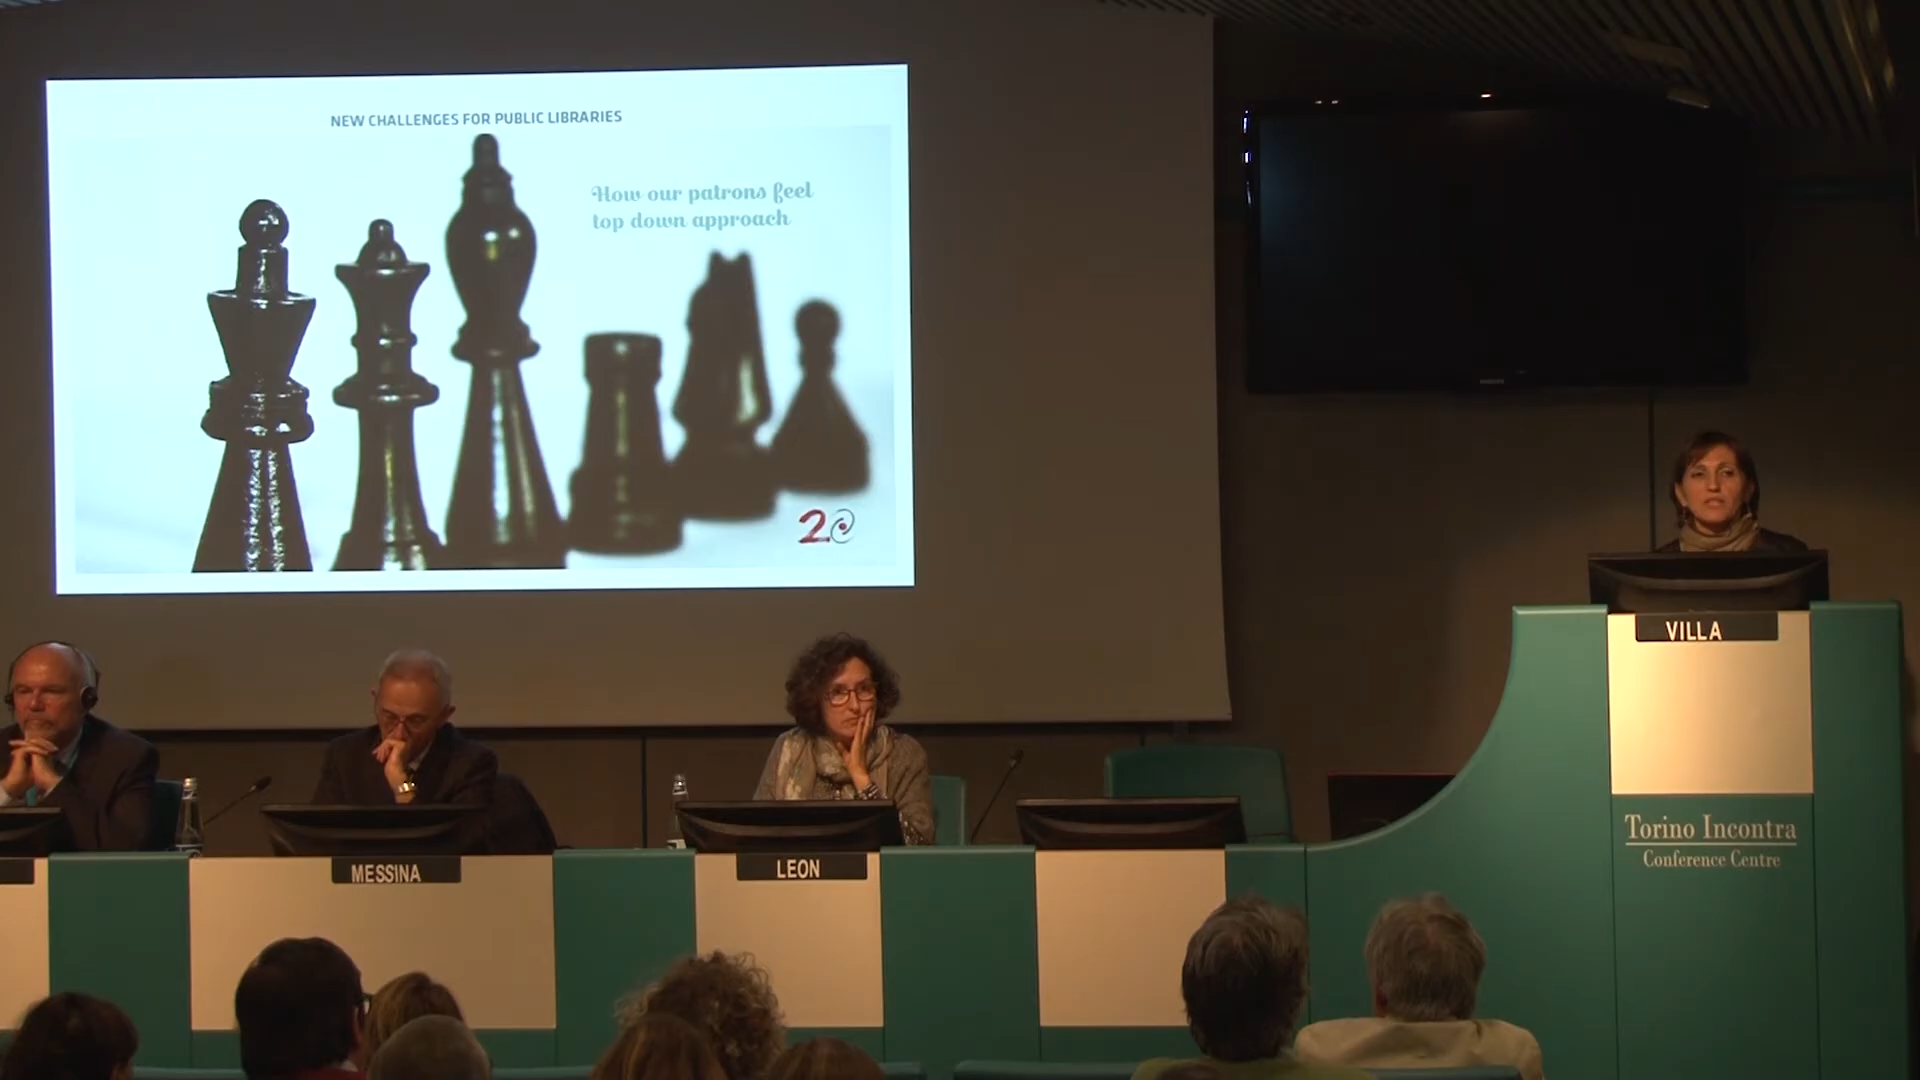 NEW CHALLENGES FOR PUBLIC LIBRARIES
How our patrons feel
top down approach
2
VILLA
Torino Incontra
Conference Centre
MESSINA
LEON